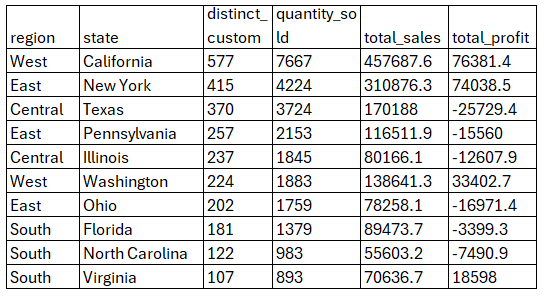 region state distinct_custom quantity_sold total_sales total_profit
West California 577 7667 457687.6 76381.4
East New York 415 4224 310876.3 74038.5
Central Texas 370 3724 170188 -25729.4
East Pennsylvania 257 2153 116511.9 -15560
Central Illinois 237 1845 80166.1 -12607.9
West Washington 224 1883 138641.3 33402.7
East Ohio 202 1759 78258.1 -16971.4
South Florida 181 1379 89473.7 -3399.3
South North Carolina 122 983 55603.2 -7490.9
South Virginia 107 893 70636.7 18598